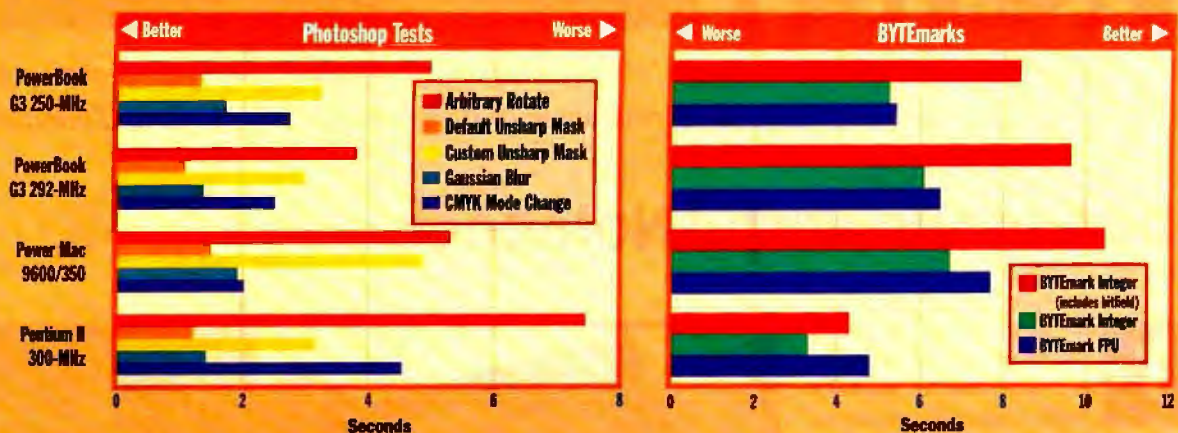 Better Photoshop Tests Worse
PowerBook
G3 250-MHz
PowerBook
G3 292-MHz
Power Mac
9600/350
Pentium II
300-MHz
Arbitrary Rotate
Default Unsharp Mask
Custom Unsharp Mask
Gaussian Blur
CMYK Mode Change
0 2 4 6 8
Seconds
Worse BYTEmarks Better
BYTEmark Integer
(includes bitfield)
BYTEmark Integer
BYTEmark FPU
0 2 4 6 8 10 12
Seconds